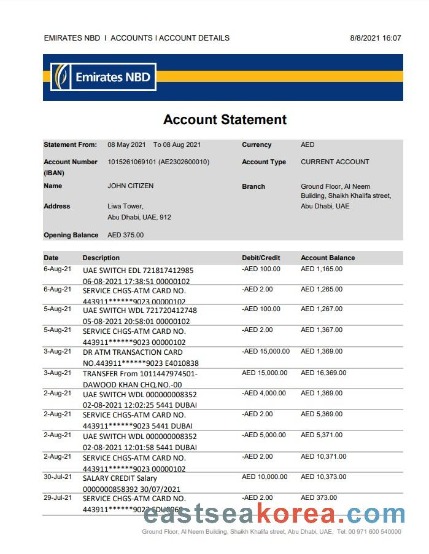 EMIRATES NBD | ACCOUNTS | ACCOUNT DETAILS 8/8/2021 16:07
Emirates NBD
Account Statement
Statement From: 08 May 2021 To 08 Aug 2021 Currency AED
Account Number 1015261069101 (AE2302600010) Account Type CURRENT ACCOUNT
(IBAN)
Name JOHN CITIZEN Branch Ground Floor, Al Neem
Building, Shaikh Khalifa street,
Address Liwa Tower, Abu Dhabi, UAE
Abu Dhabi, UAE, 912
Opening Balance AED 375.00
Date Description Debit/Credit Account Balance
6-Aug-21 UAE SWITCH EDL 721817412985 -AED 100.00 AED 1,165.00
06-08-2021 17:38:51 00000102
6-Aug-21 SERVICE CHGS-ATM CARD NO. -AED 2.00 AED 1,265.00
443911******9023 00000102
5-Aug-21 UAE SWITCH WDL 721720412748 -AED 100.00 AED 1,267.00
05-08-2021 20:58:01 00000102
5-Aug-21 SERVICE CHGS-ATM CARD NO. -AED 2.00 AED 1,367.00
443911******9023 00000102
3-Aug-21 DR ATM TRANSACTION CARD -AED 15,000.00 AED 1,369.00
NO.443911******9023 E4010838
3-Aug-21 TRANSFER From 1011447974501- AED 15,000.00 AED 16,369.00
DAWOOD KHAN CHQ.NO.-00
2-Aug-21 UAE SWITCH WDL 000000008352 -AED 4,000.00 AED 1,369.00
02-08-2021 12:02:25 5441 DUBAI
2-Aug-21 SERVICE CHGS-ATM CARD NO. -AED 2.00 AED 5,369.00
443911******9023 5441 DUBAI
2-Aug-21 UAE SWITCH WDL 000000008352 -AED 5,000.00 AED 5,371.00
02-08-2021 12:01:58 5441 DUBAI
2-Aug-21 SERVICE CHGS-ATM CARD NO. -AED 2.00 AED 10,371.00
443911******9023 00000102
30-Jul-21 SALARY CREDIT Salary AED 10,000.00 AED 10,373.00
0000000858392 30/07/2021
29-Jul-21 SERVICE CHGS-ATM CARD NO. -AED 2.00 AED 373.00
443911******9023
eastseakorea.com
Ground Floor, Al Neem Building, Shaikh Khalifa street, Abu Dhabi, Tel: 00 971 600 540000